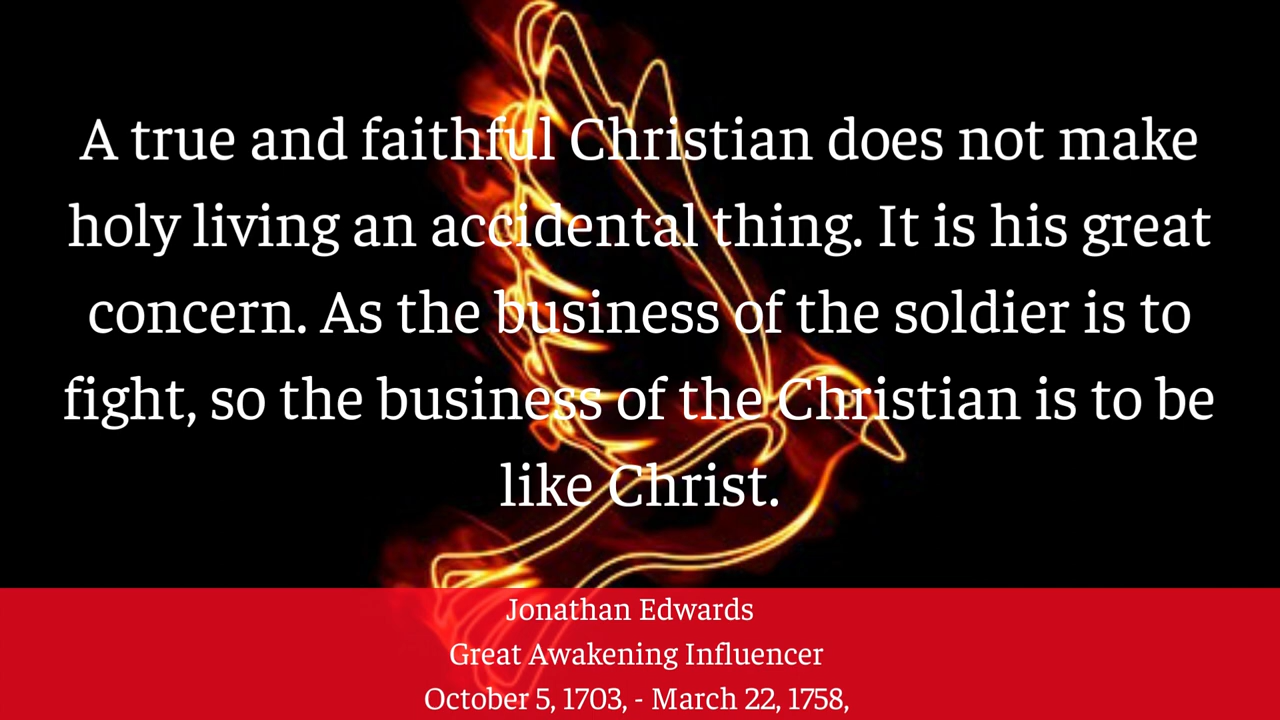 A true and faithful Christian does not make
holy living an accidental thing. It is his great
concern. As the business of the soldier is to
fight, so the business of the Christian is to be
like Christ.
Jonathan Edwards
Great Awakening Influencer
October 5, 1703, - March 22, 1758,